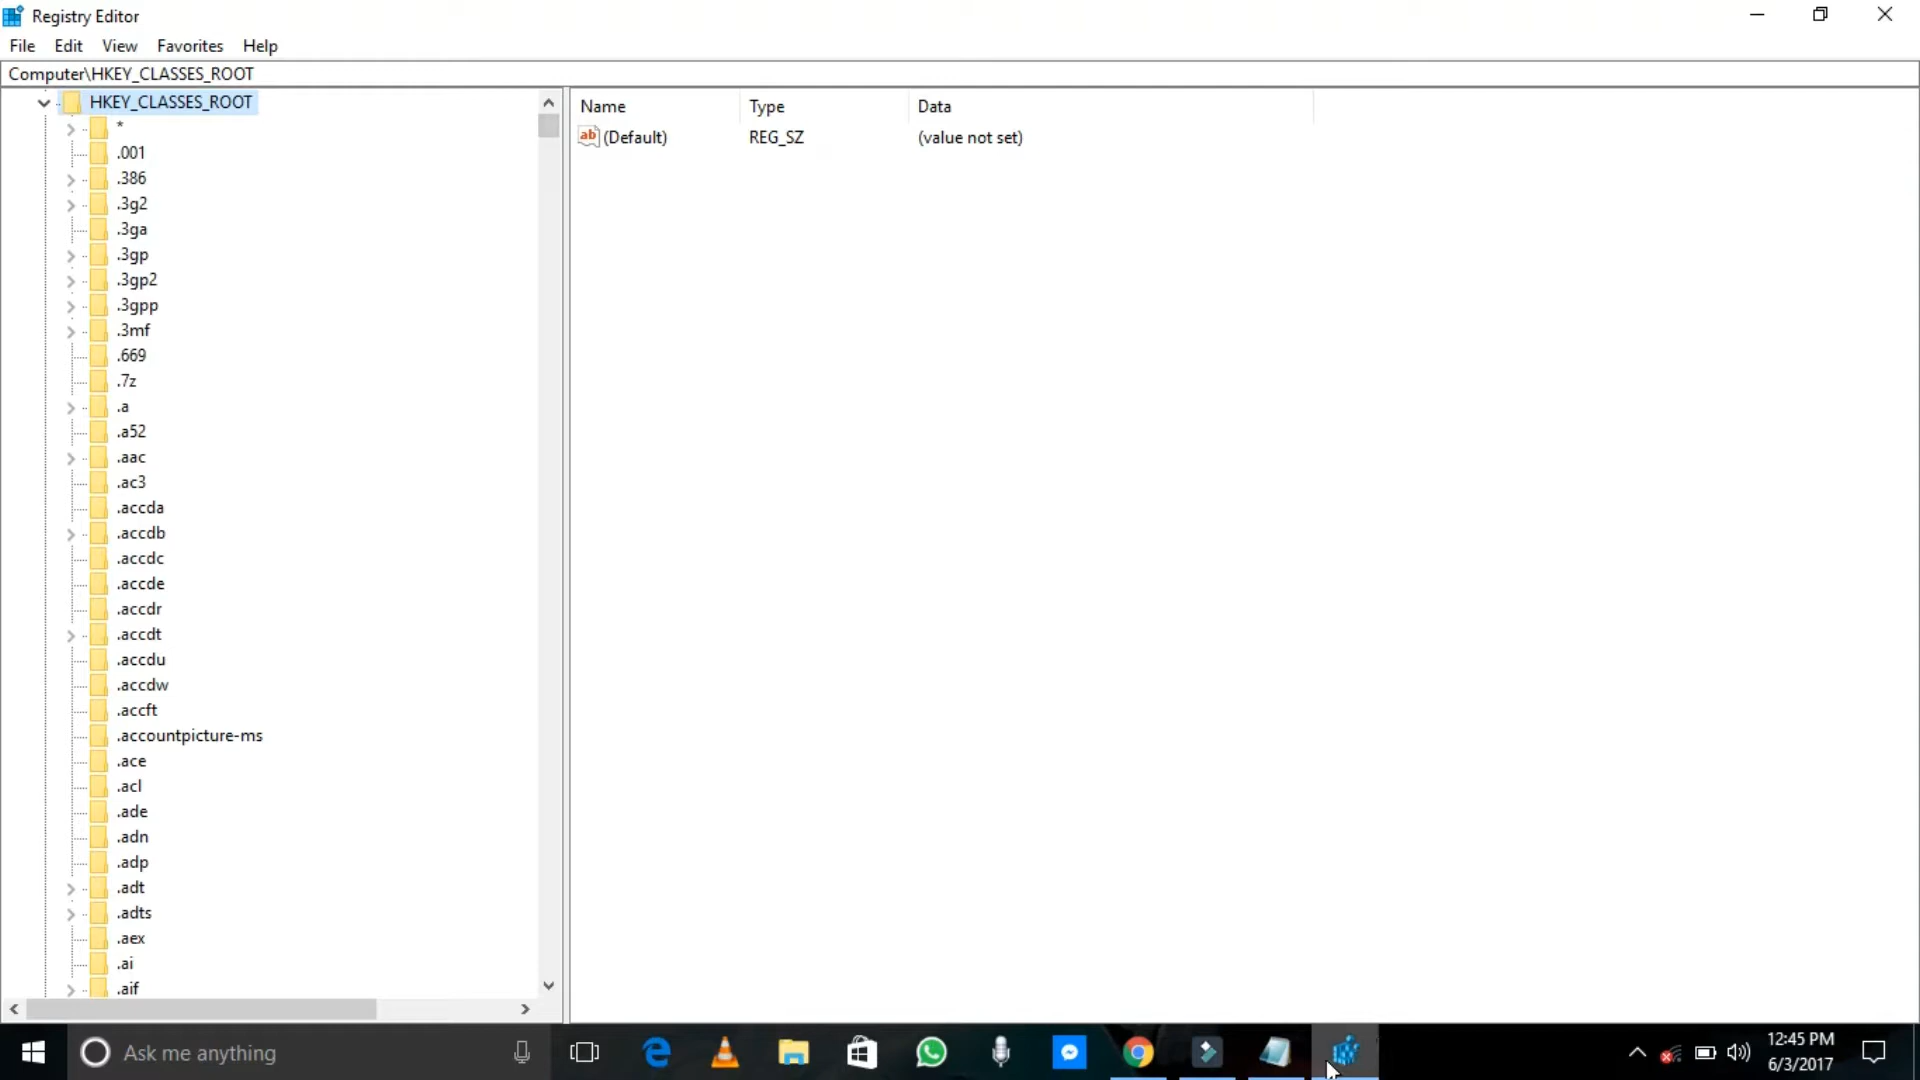 Registry Editor
File Edit View Favorites Help
Computer\HKEY_CLASSES_ROOT
HKEY_CLASSES_ROOT
*
.001
.386
.3g2
.3ga
.3gp
.3gp2
.3gpp
.3mf
.669
.7z
.a
.a52
.aac
.ac3
.accda
.accdb
.accdc
.accde
.accdr
.accdt
.accdu
.accdw
.accft
.accountpicture-ms
.ace
.acl
.ade
.adn
.adp
.adt
.adts
.aex
.ai
.aif
Name Type Data
ab (Default) REG_SZ (value not set)
Ask me anything
12:45 PM
6/3/2017